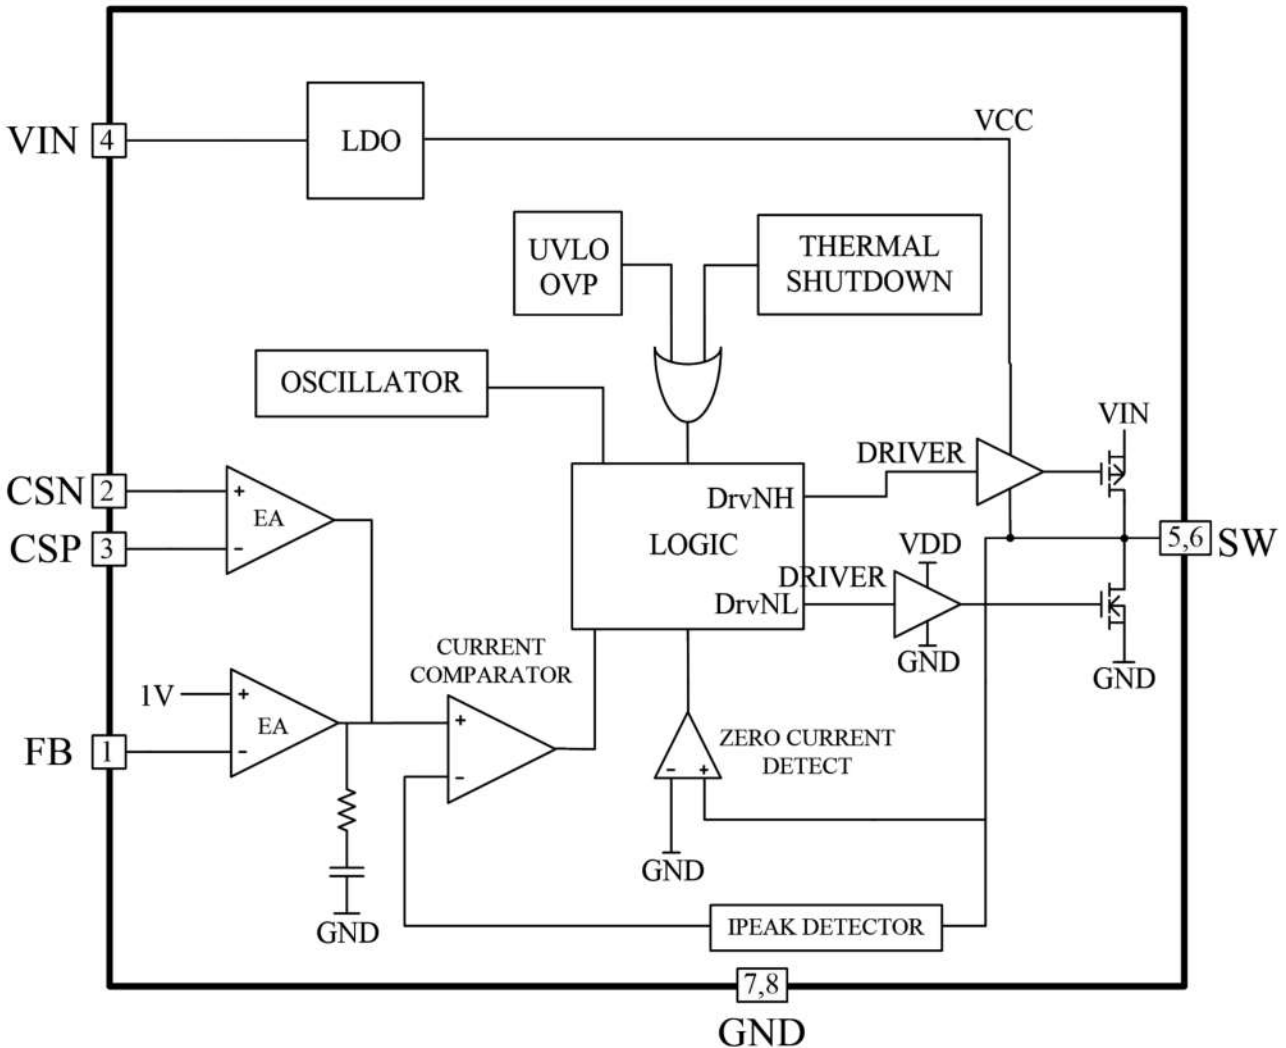 VCC
VIN 4
LDO
UVLO
OVP
THERMAL
SHUTDOWN
OSCILLATOR
VIN
DRIVER
CSN 2
+
EA
CSP 3
-
DrvNH
LOGIC
VDD
5,6 SW
DRIVER
DrvNL
GND
GND
CURRENT
COMPARATOR
1V
+
EA
FB 1
-
+
-
ZERO CURRENT
DETECT
- +
GND
GND
IPEAK DETECTOR
7,8
GND